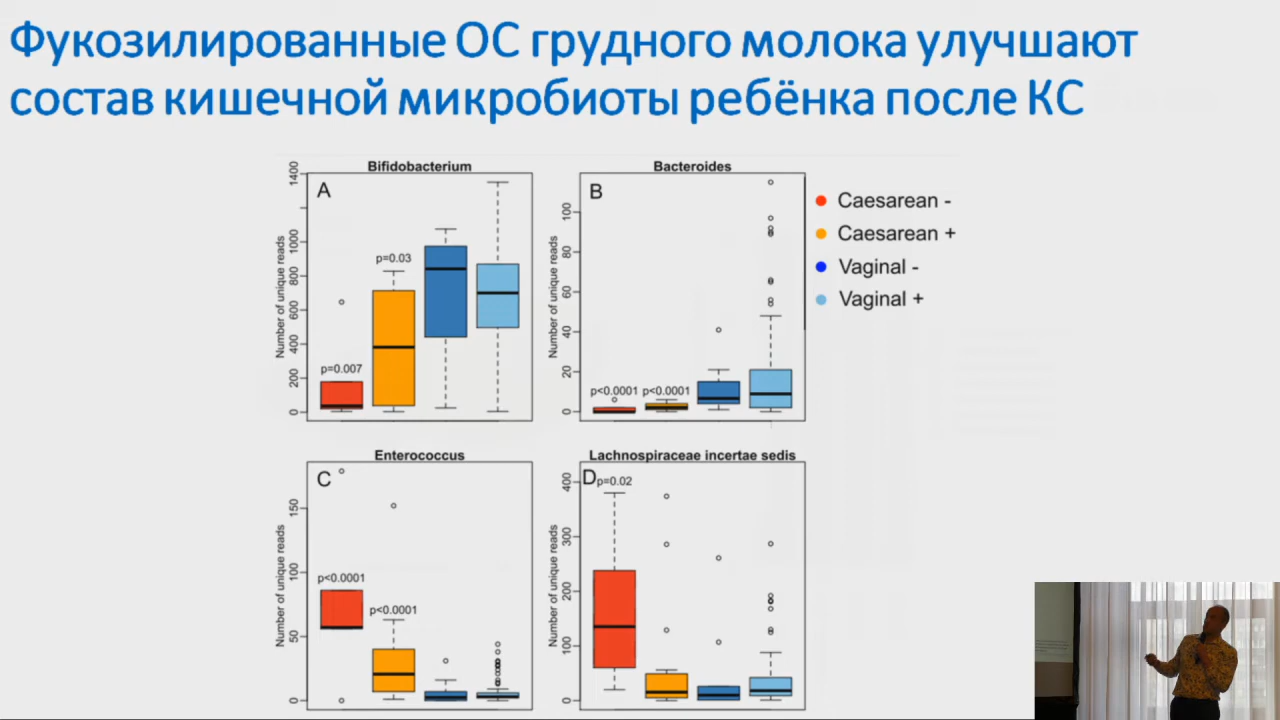 Фукозилированные ОС грудного молока улучшают
состав кишечной микробиоты ребёнка после КС
Bifidobacterium
A
Number of unique reads
0
200
400
600
800
1000
1400
p=0.007
p=0.03
Bacteroides
B
Number of unique reads
0
20
40
60
80
100
p<0.0001
p<0.0001
Caesarean -
Caesarean +
Vaginal -
Vaginal +
Enterococcus
C
Number of unique reads
0
50
100
150
p<0.0001
p<0.0001
Lachnospiraceae incertae sedis
D
Number of unique reads
0
100
200
300
400
p=0.02